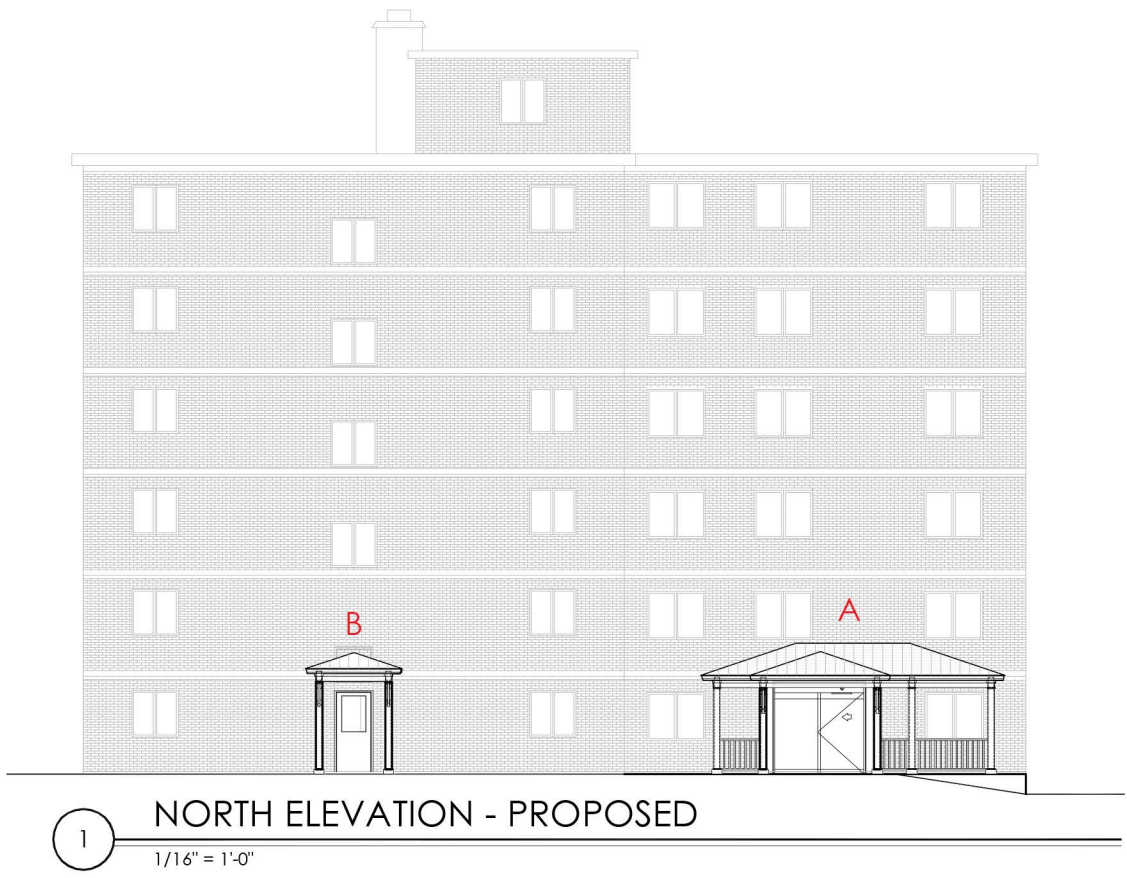 B
A
NORTH ELEVATION - PROPOSED
1
1/16" = 1'-0"